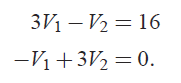 3V₁ − V₂ = 16
−V₁ + 3V₂ = 0.